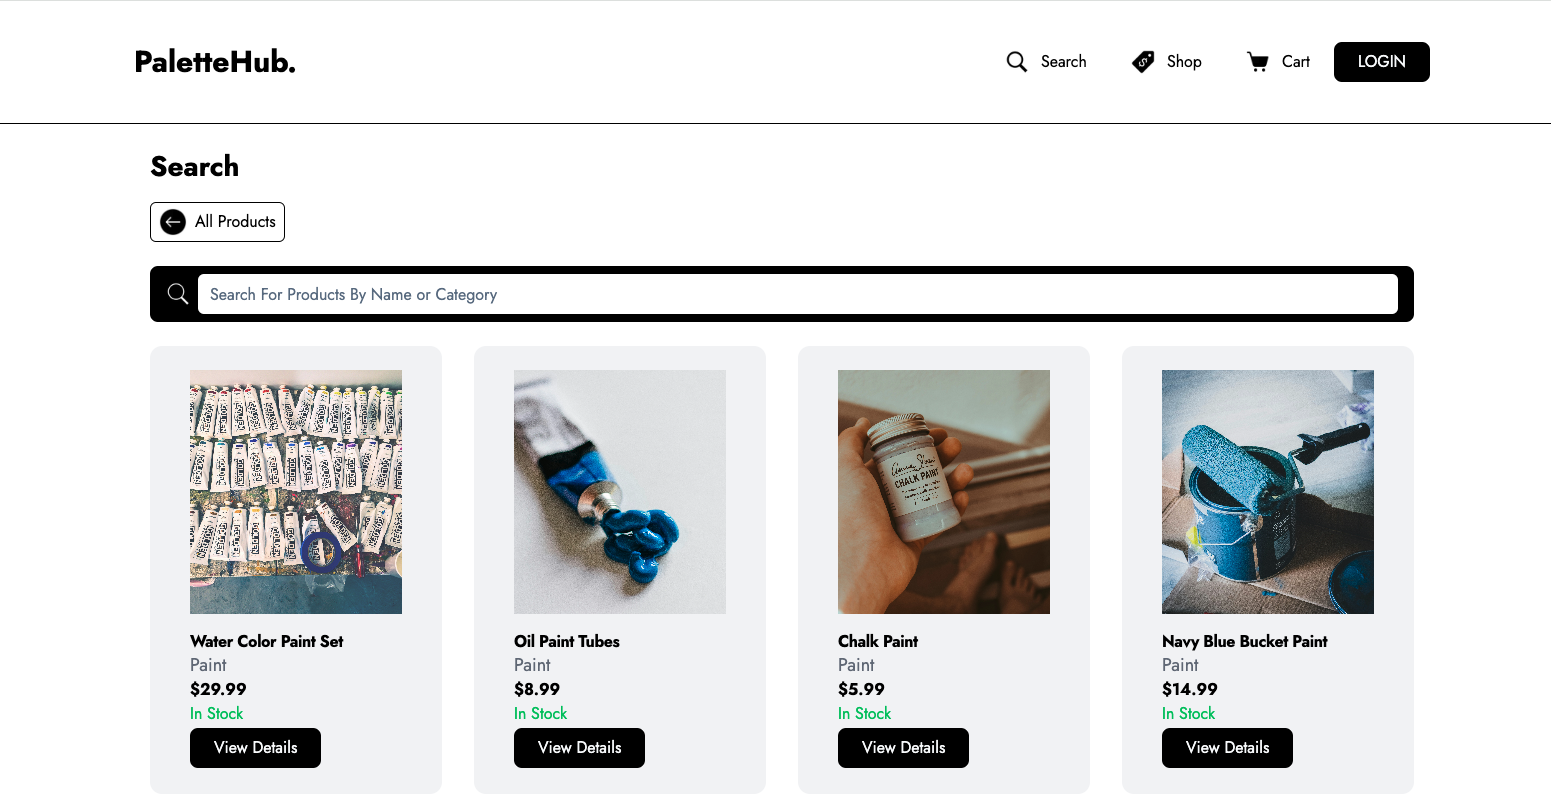 PaletteHub.
Search
Shop
Cart
LOGIN
Search
All Products
Search For Products By Name or Category
CHALK PAINT
Water Color Paint Set
Paint
$29.99
In Stock
View Details
Oil Paint Tubes
Paint
$8.99
In Stock
View Details
Chalk Paint
Paint
$5.99
In Stock
View Details
Navy Blue Bucket Paint
Paint
$14.99
In Stock
View Details